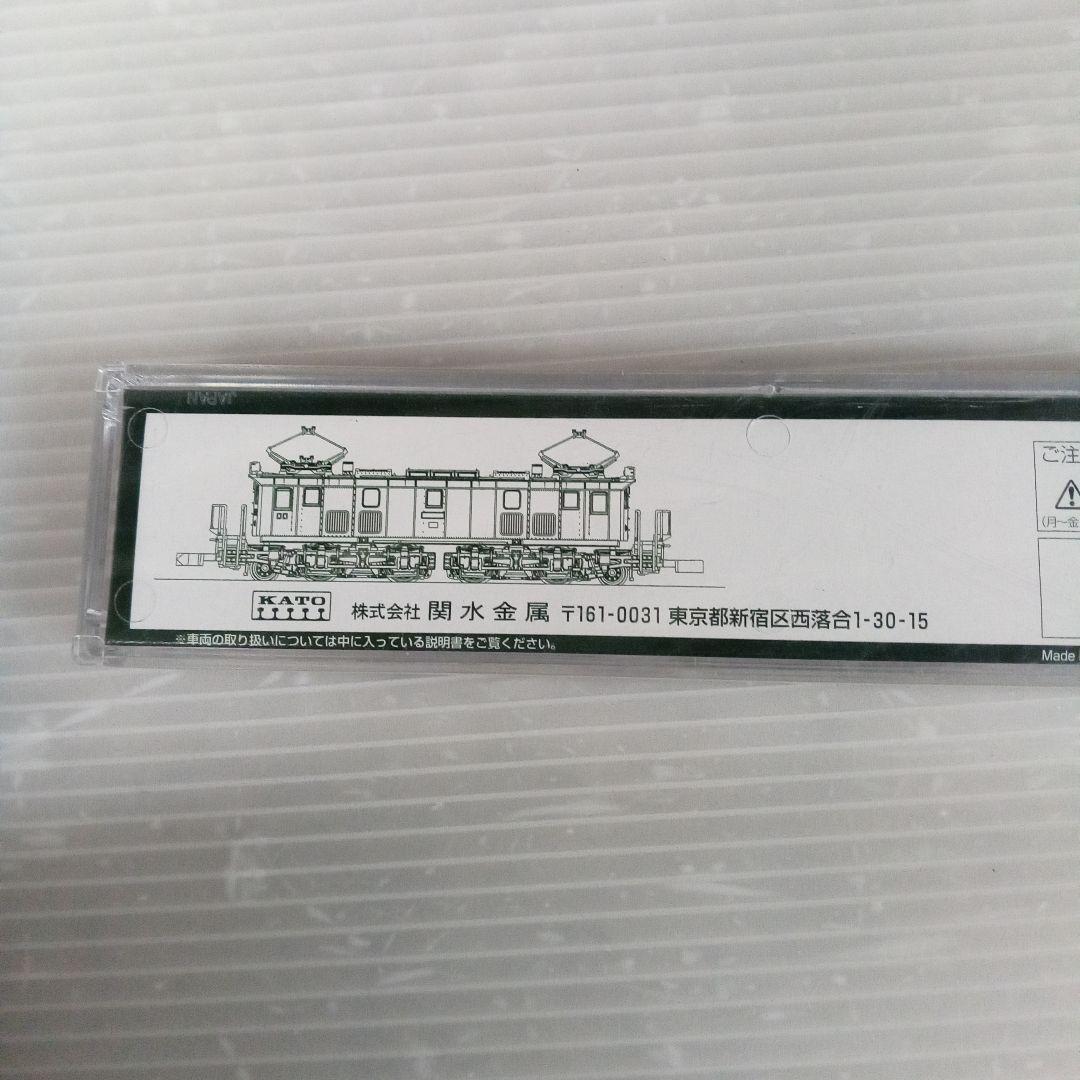 JAPAN
ご注
(月〜金
KATO
株式会社 関水金属 〒161-0031 東京都新宿区西落合1-30-15
※車両の取り扱いについては中に入っている説明書をご覧ください。
Made